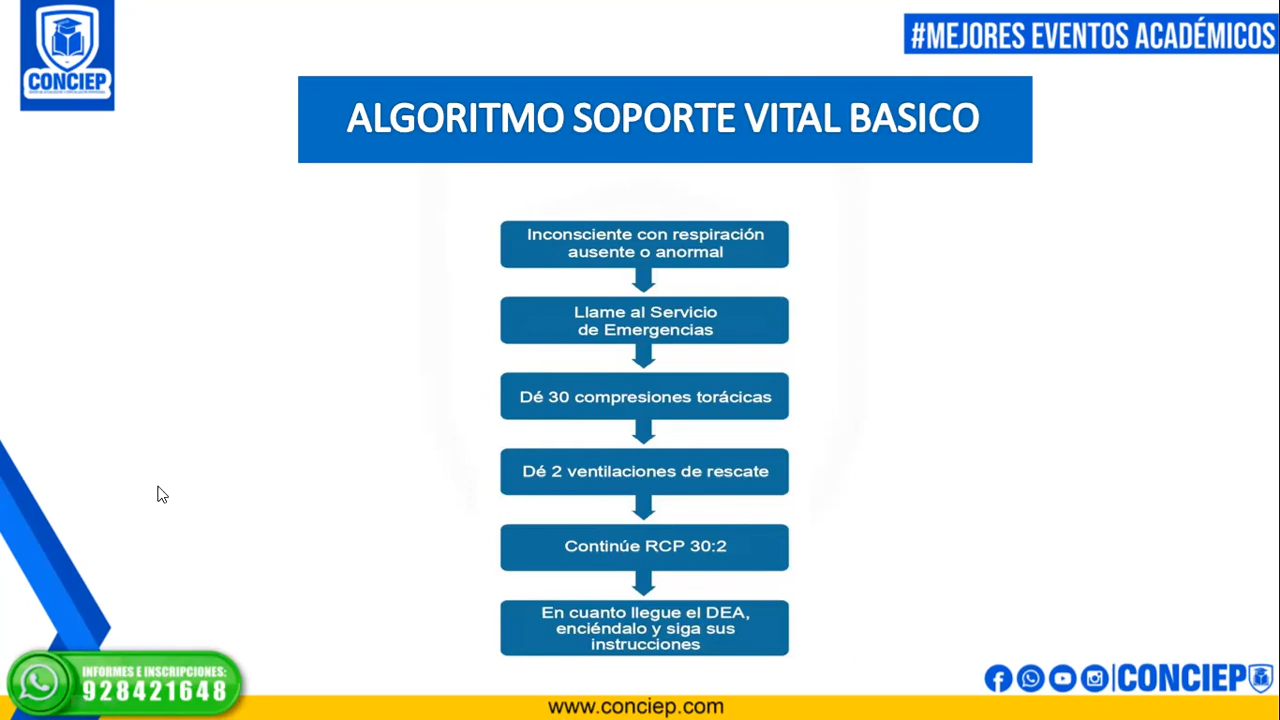 CONCIEP
#MEJORES EVENTOS ACADÉMICOS
ALGORITMO SOPORTE VITAL BASICO
Inconsciente con respiración
ausente o anormal
Llame al Servicio
de Emergencias
Dé 30 compresiones torácicas
Dé 2 ventilaciones de rescate
Continúe RCP 30:2
En cuanto llegue el DEA,
enciéndalo y siga sus
instrucciones
INFORMES E INSCRIPCIONES:
928421648
CONCIEP
www.conciep.com